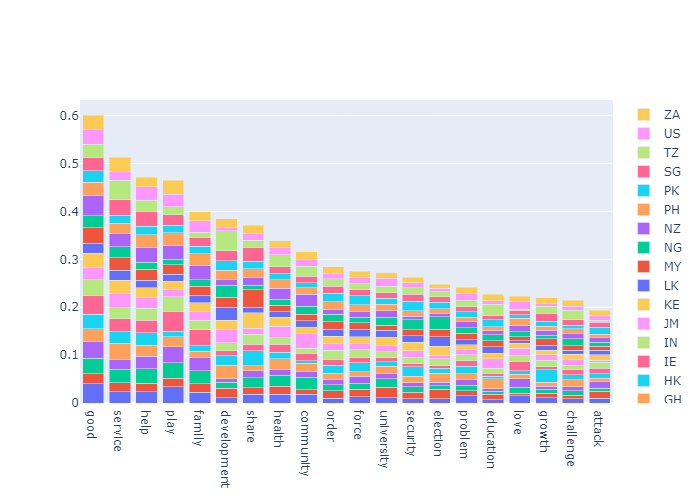 0.6
0.5
0.4
0.3
0.2
0.1
0
good
service
help
play
family
development
share
health
community
order
force
university
security
election
problem
education
love
growth
challenge
attack
ZA
US
TZ
SG
PK
PH
NZ
NG
MY
LK
KE
JM
IN
IE
HK
GH